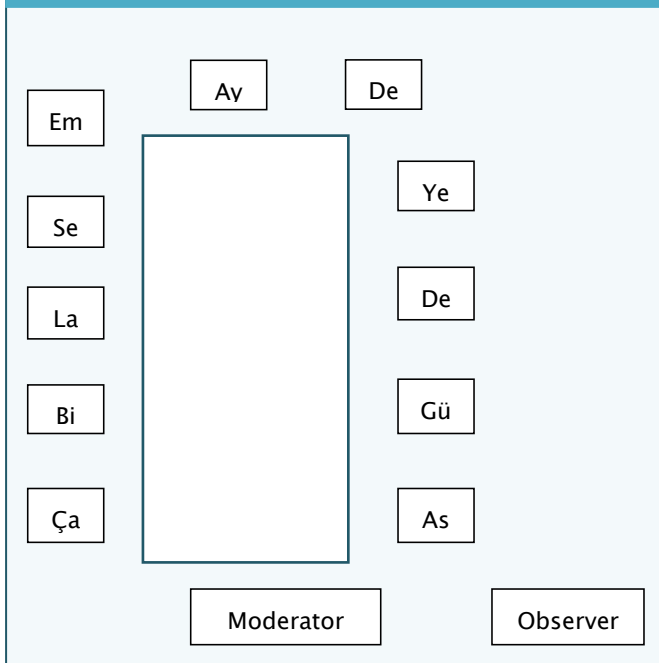 Ay De
Em
Ye
Se
De
La
Bi Gü
Ça As
Moderator Observer